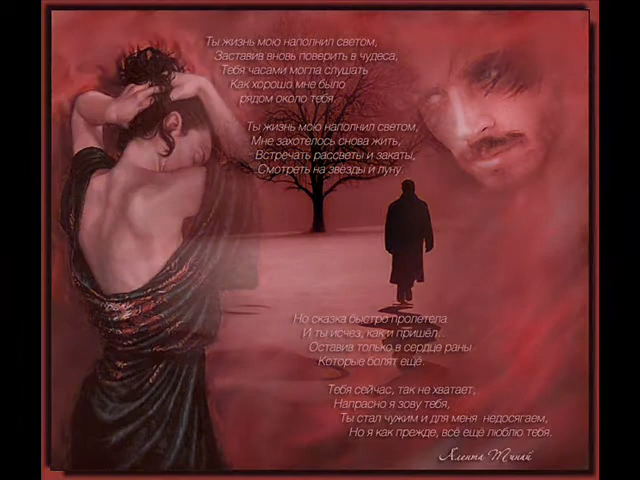 Ты жизнь мою наполнил светом,
Заставив вновь поверить в чудеса,
Тебя часами могла слушать
Как хорошо мне было
рядом около тебя.
Ты жизнь мою наполнил светом,
Мне захотелось снова жить,
Встречать рассветы и закаты,
Смотреть на звёзды и луну.
Но сказка быстро пролетела
И ты исчез, как и пришёл.
Оставив только в сердце раны
Которые болят ещё.
Тебя сейчас, так не хватает,
Напрасно я зову тебя,
Ты стал чужим и для меня недосягаем,
Но я как прежде, всё ещё люблю тебя.
Алента Тинай